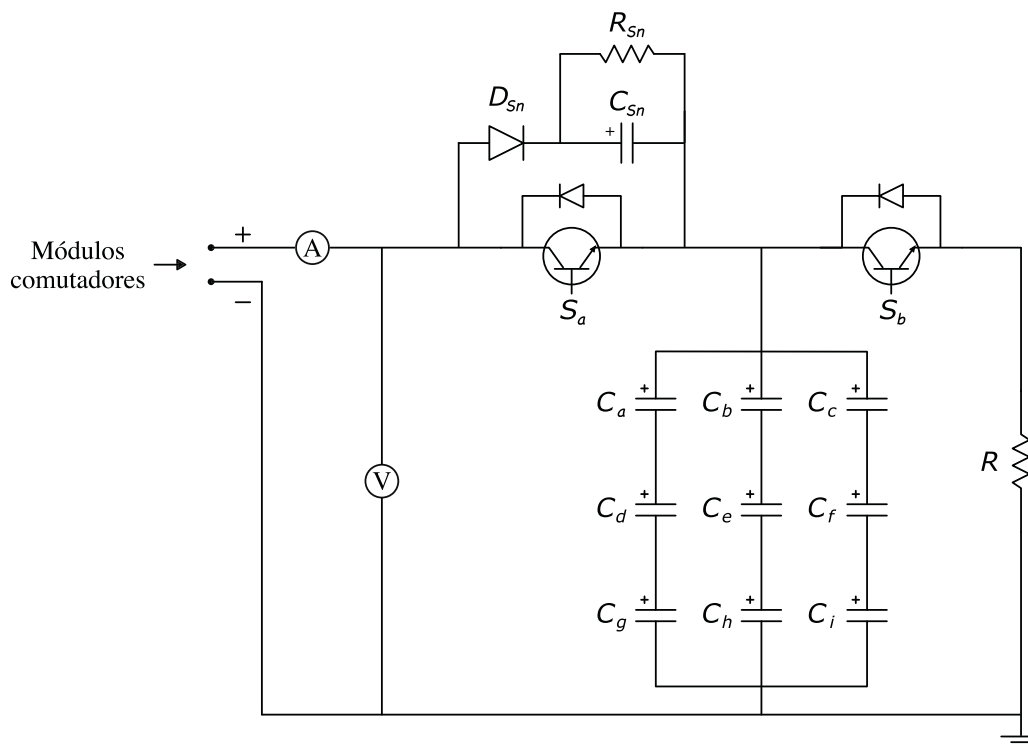 R_Sn
D_Sn
C_Sn
+
Módulos
comutadores
+
A
−
S_a
S_b
C_a
+
C_b
+
C_c
+
R
V
C_d
+
C_e
+
C_f
+
C_g
+
C_h
+
C_i
+